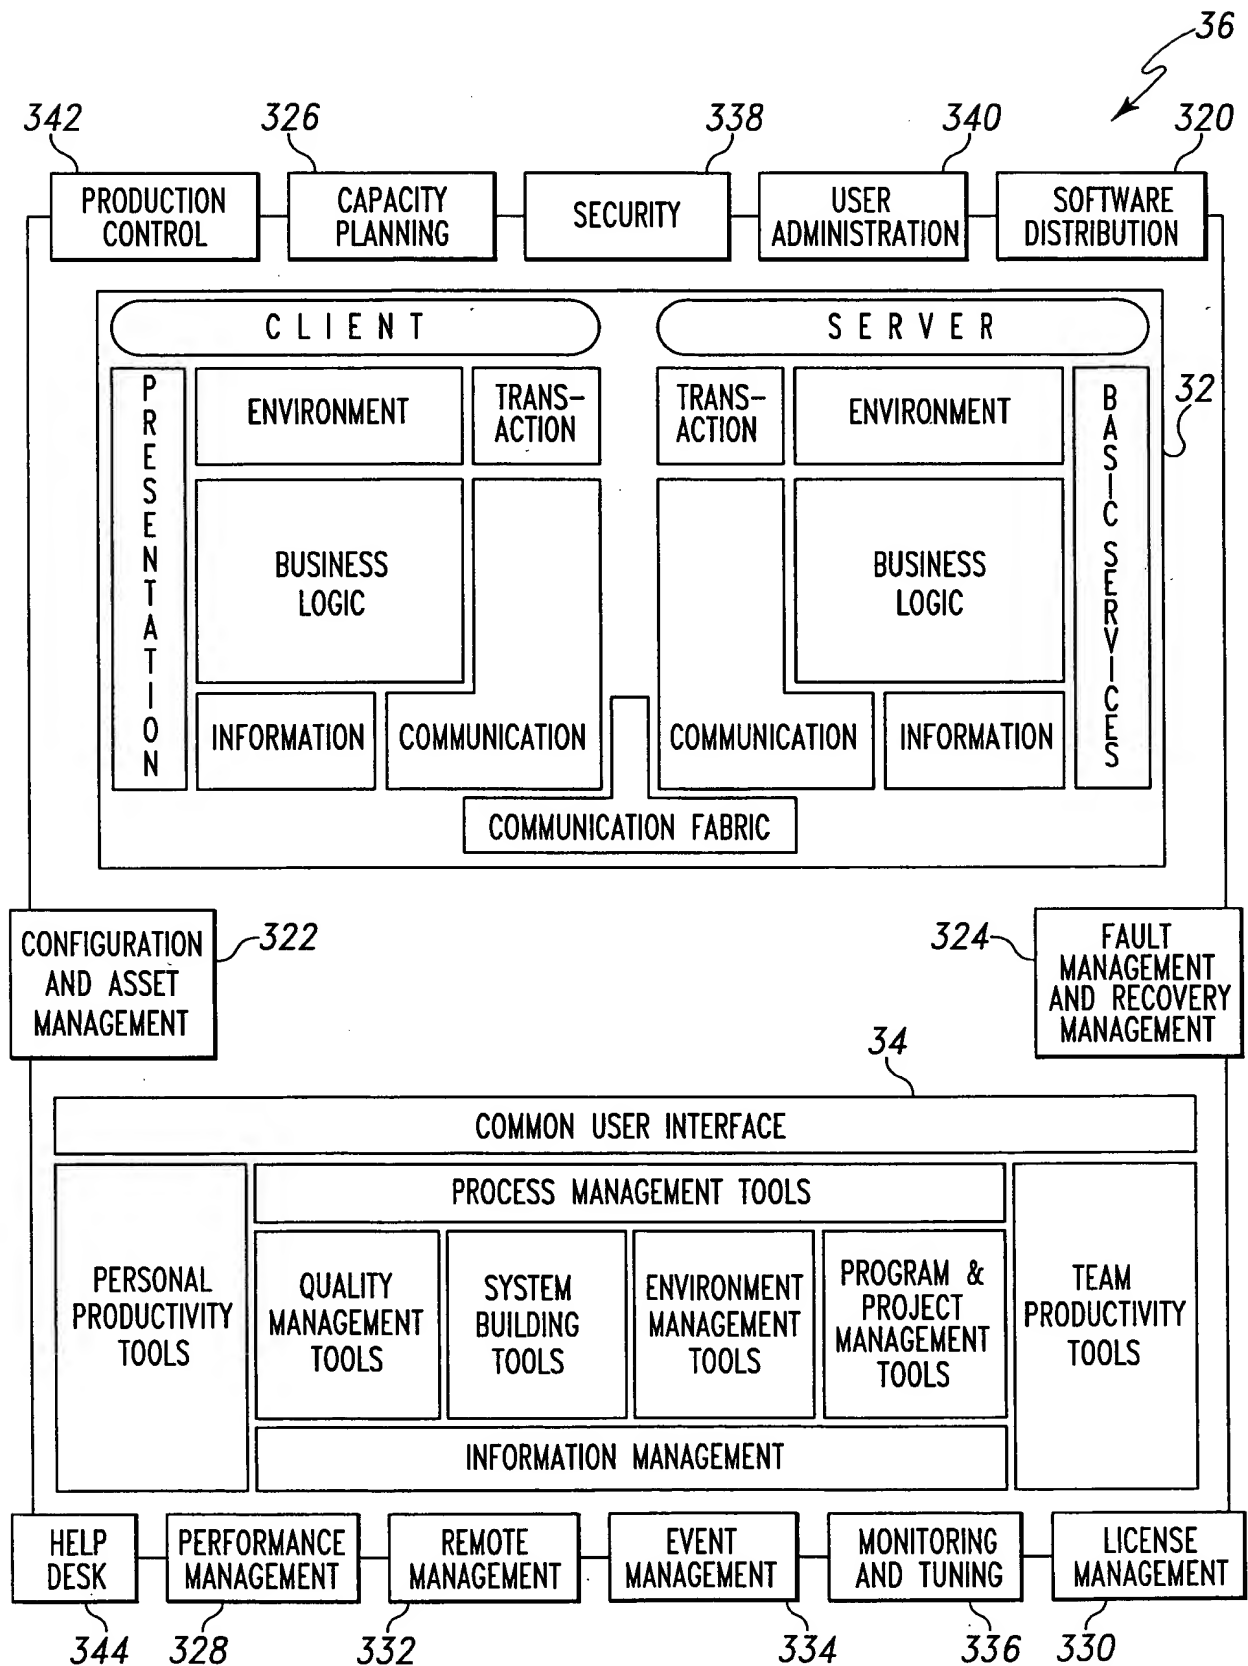 36
342
326
338
340
320
PRODUCTION
CONTROL
CAPACITY
PLANNING
SECURITY
USER
ADMINISTRATION
SOFTWARE
DISTRIBUTION
CLIENT
SERVER
PRESENTATION
ENVIRONMENT
TRANS-
ACTION
TRANS-
ACTION
ENVIRONMENT
BASIC SERVICES
32
BUSINESS
LOGIC
BUSINESS
LOGIC
INFORMATION
COMMUNICATION
COMMUNICATION
INFORMATION
COMMUNICATION FABRIC
CONFIGURATION
AND ASSET
MANAGEMENT
322
324
FAULT
MANAGEMENT
AND RECOVERY
MANAGEMENT
34
COMMON USER INTERFACE
PROCESS MANAGEMENT TOOLS
PERSONAL
PRODUCTIVITY
TOOLS
QUALITY
MANAGEMENT
TOOLS
SYSTEM
BUILDING
TOOLS
ENVIRONMENT
MANAGEMENT
TOOLS
PROGRAM &
PROJECT
MANAGEMENT
TOOLS
TEAM
PRODUCTIVITY
TOOLS
INFORMATION MANAGEMENT
HELP
DESK
PERFORMANCE
MANAGEMENT
REMOTE
MANAGEMENT
EVENT
MANAGEMENT
MONITORING
AND TUNING
LICENSE
MANAGEMENT
344
328
332
334
336
330